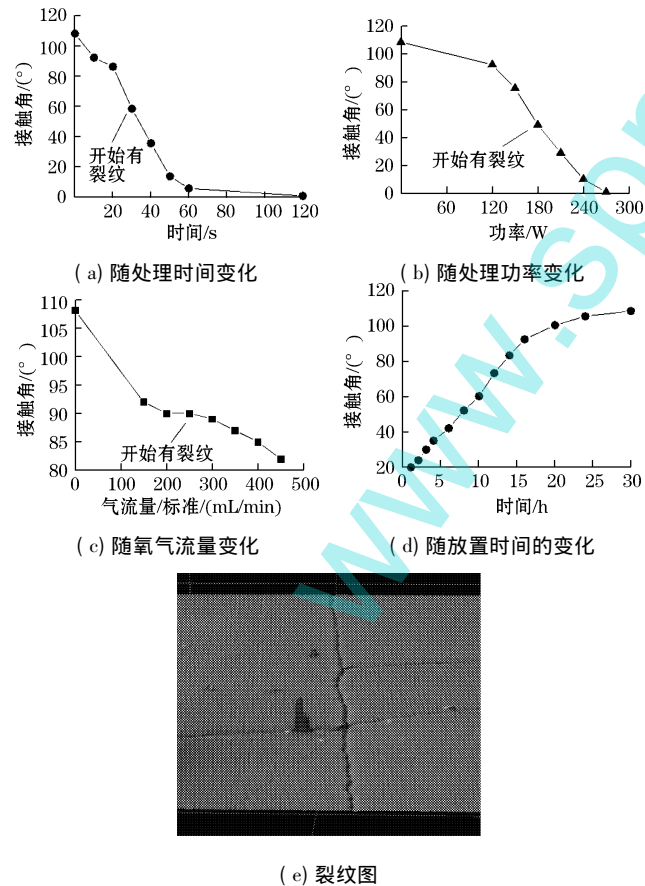 120
100
80
60
40
20
0
接触角/(°)
开始有
裂纹
20 40 60 80 100 120
时间/s
(a) 随处理时间变化
120
100
80
60
40
20
0
接触角/(°)
开始有裂纹
60 120 180 240 300
功率/W
(b) 随处理功率变化
110
105
100
95
90
85
80
接触角/(°)
开始有裂纹
0 100 200 300 400 500
气流量/标准/(mL/min)
(c) 随氧气流量变化
120
100
80
60
40
20
接触角/(°)
0 5 10 15 20 25 30
时间/h
(d) 随放置时间的变化
(e) 裂纹图
www.sp